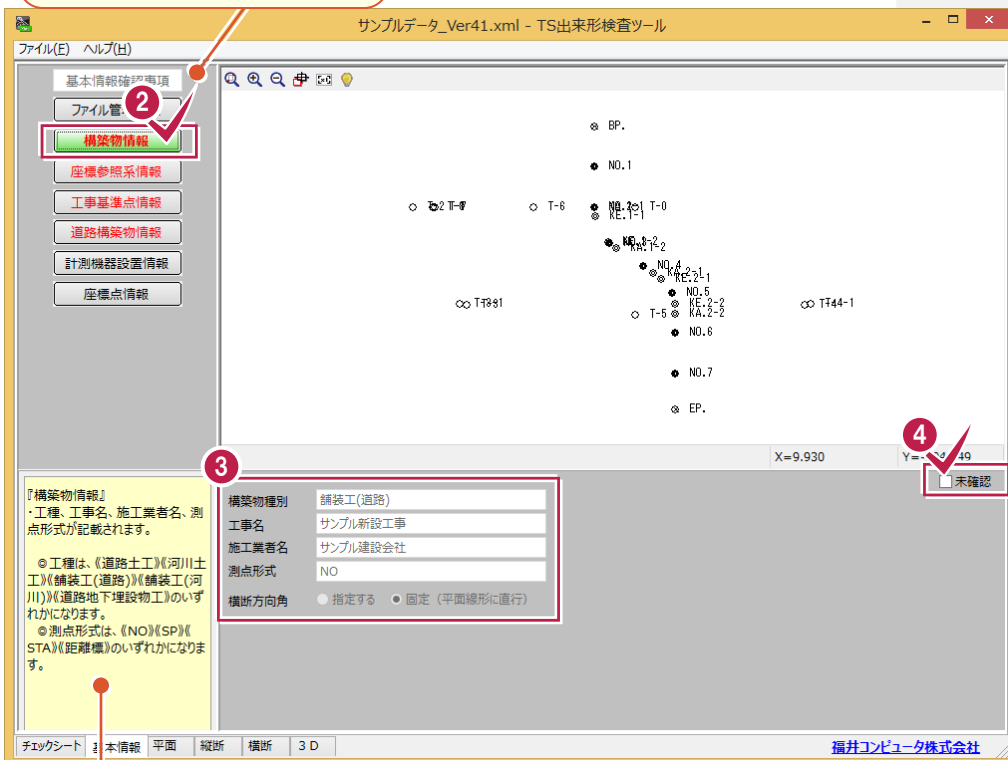 サンプルデータ_Ver41.xml - TS出来形検査ツール
ファイル(F) ヘルプ(H)
基本情報確認事項
ファイル管
2
構築物情報
座標参照系情報
工事基準点情報
道路構築物情報
計測機器設置情報
座標点情報
BP.
NO.1
T-6
T-0
KE.1-1
KA.1-2
NO.4
KA.2-1
KE.2-1
NO.5
KE.2-2
T-5
KA.2-2
NO.6
NO.7
EP.
X=9.930
4
未確認
3
構築物種別 舗装工(道路)
工事名 サンプル新設工事
施工業者名 サンプル建設会社
測点形式 NO
横断方向角 指定する 固定（平面線形に直行）
『構築物情報』
・工種、工事名、施工業者名、測
点形式が記載されます。
◎工種は、《道路土工》《河川土
工》《舗装工(道路)》《舗装工(河
川)》《道路地下埋設物工》のいず
れかになります。
◎測点形式は、《NO》《SP》《
STA》《距離標》のいずれかになりま
す。
チェックシート 基本情報 平面 縦断 横断 3 D
福井コンピュータ株式会社